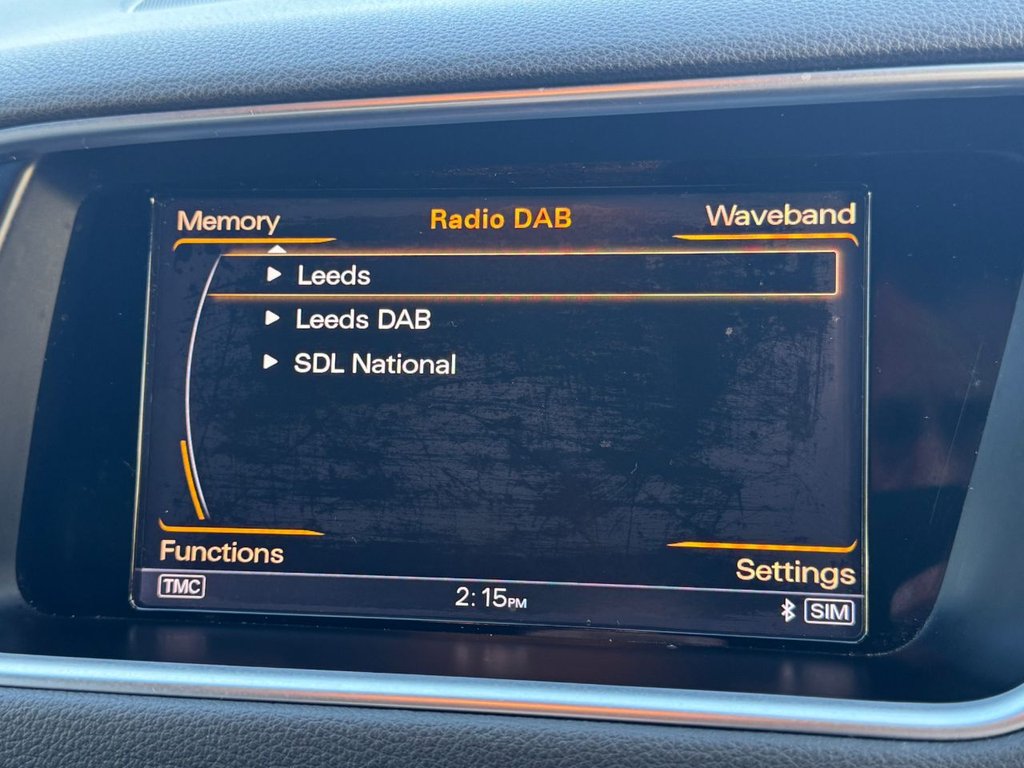 Memory Radio DAB Waveband
Leeds
Leeds DAB
SDL National
Functions
Settings
TMC 2:15PM SIM